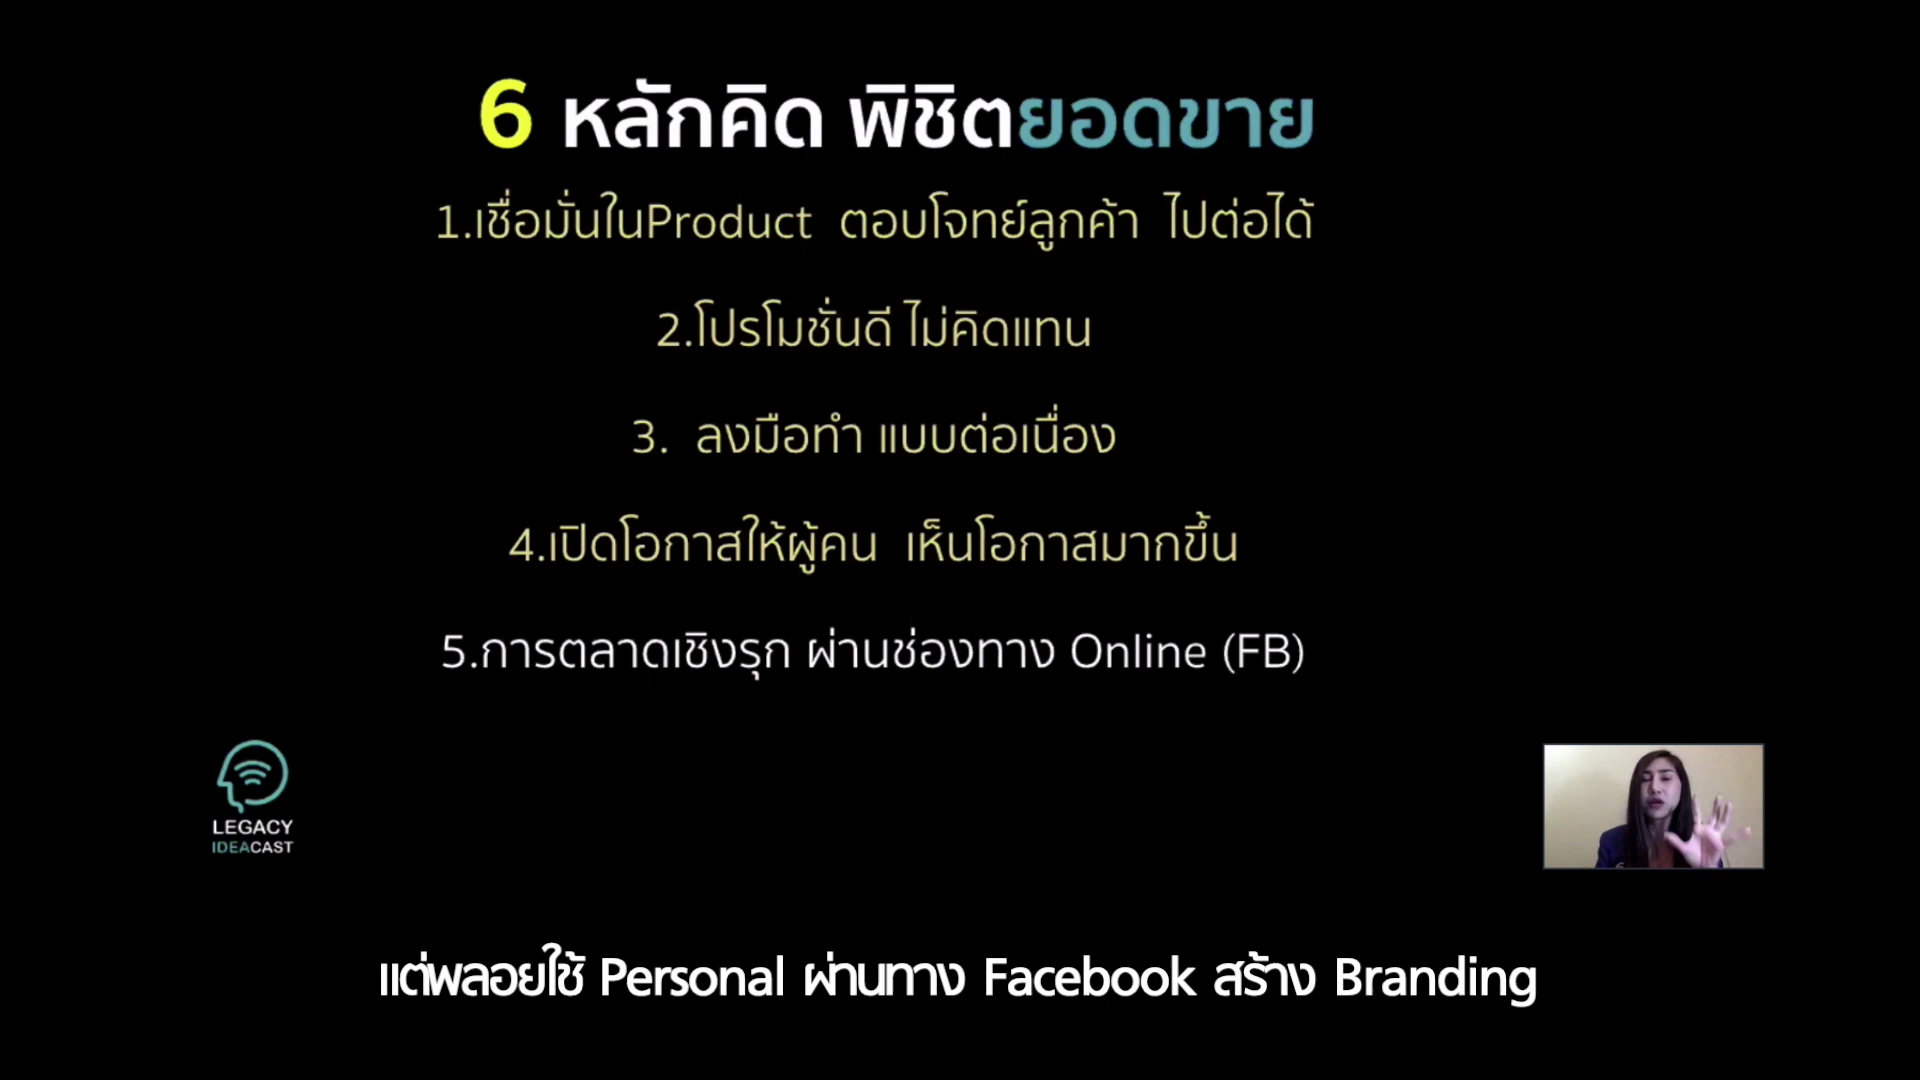 6 หลักคิด พิชิตยอดขาย
1.เชื่อมั่นในProduct ตอบโจทย์ลูกค้า ไปต่อได้
2.โปรโมชั่นดี ไม่คิดแทน
3. ลงมือทำ แบบต่อเนื่อง
4.เปิดโอกาสให้ผู้คน เห็นโอกาสมากขึ้น
5.การตลาดเชิงรุก ผ่านช่องทาง Online (FB)
LEGACY
IDEACAST
แต่พลอยใช้ Personal ผ่านทาง Facebook สร้าง Branding